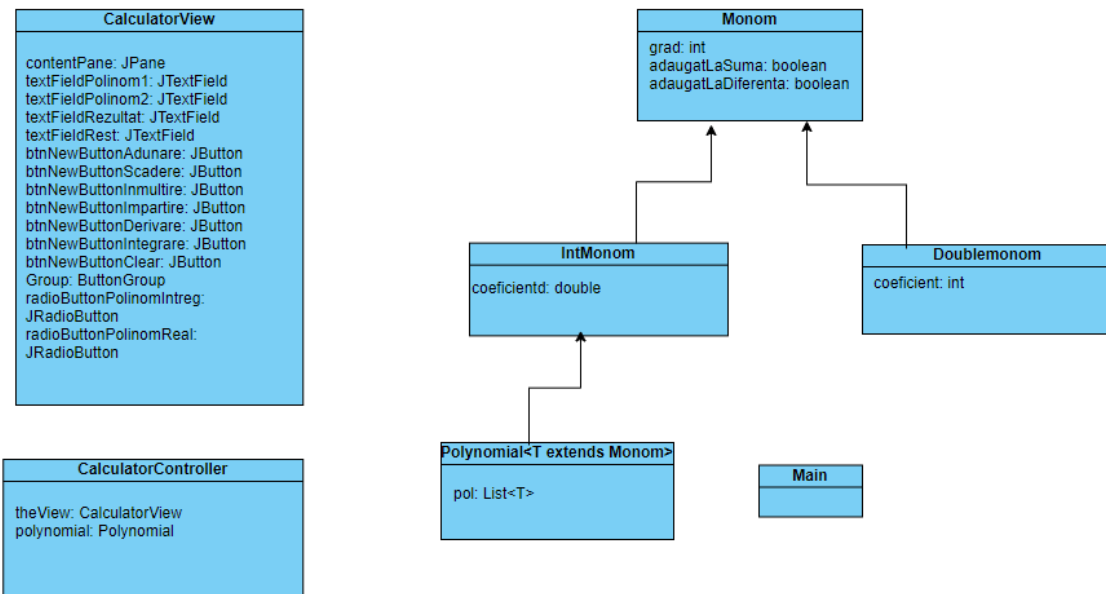 CalculatorView
contentPane: JPane
textFieldPolinom1: JTextField
textFieldPolinom2: JTextField
textFieldRezultat: JTextField
textFieldRest: JTextField
btnNewButtonAdunare: JButton
btnNewButtonScadere: JButton
btnNewButtonInmultire: JButton
btnNewButtonImpartire: JButton
btnNewButtonDerivare: JButton
btnNewButtonIntegrare: JButton
btnNewButtonClear: JButton
Group: ButtonGroup
radioButtonPolinomIntreg:
JRadioButton
radioButtonPolinomReal:
JRadioButton
Monom
grad: int
adaugatLaSuma: boolean
adaugatLaDiferenta: boolean
IntMonom
coeficientd: double
Doublemonom
coeficient: int
CalculatorController
theView: CalculatorView
polynomial: Polynomial
Polynomial<T extends Monom>
pol: List<T>
Main